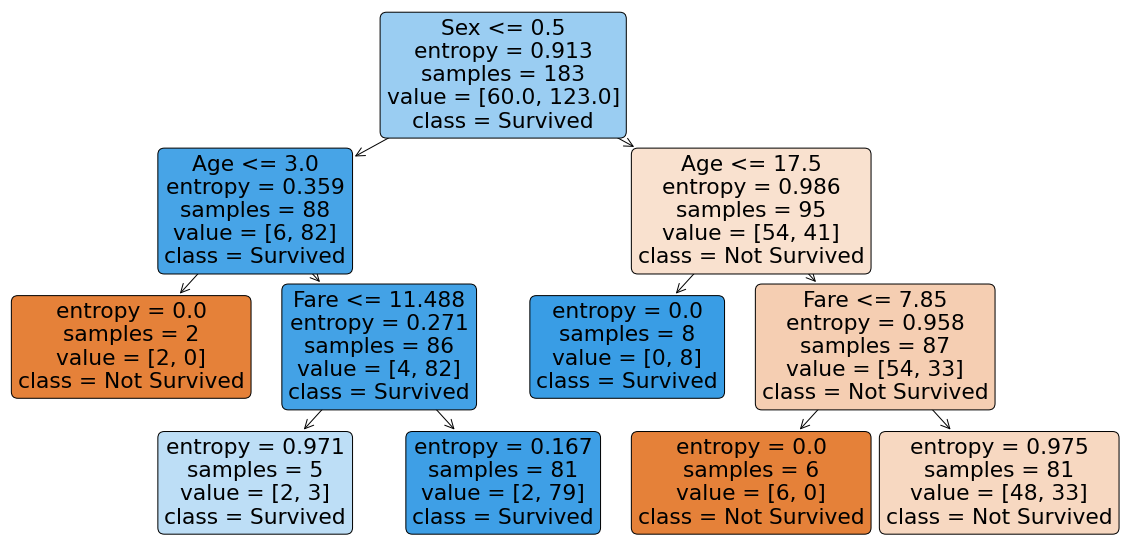 Sex <= 0.5
entropy = 0.913
samples = 183
value = [60.0, 123.0]
class = Survived
Age <= 3.0
entropy = 0.359
samples = 88
value = [6, 82]
class = Survived
Age <= 17.5
entropy = 0.986
samples = 95
value = [54, 41]
class = Not Survived
entropy = 0.0
samples = 2
value = [2, 0]
class = Not Survived
Fare <= 11.488
entropy = 0.271
samples = 86
value = [4, 82]
class = Survived
entropy = 0.0
samples = 8
value = [0, 8]
class = Survived
Fare <= 7.85
entropy = 0.958
samples = 87
value = [54, 33]
class = Not Survived
entropy = 0.971
samples = 5
value = [2, 3]
class = Survived
entropy = 0.167
samples = 81
value = [2, 79]
class = Survived
entropy = 0.0
samples = 6
value = [6, 0]
class = Not Survived
entropy = 0.975
samples = 81
value = [48, 33]
class = Not Survived